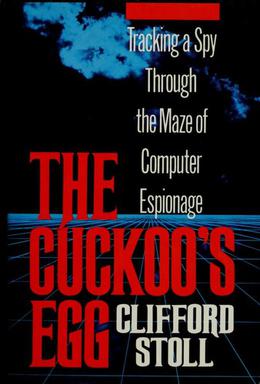 Tracking a Spy
Through
the Maze of
Computer
Espionage
THE
CUCKOO'S
EGG
CLIFFORD
STOLL